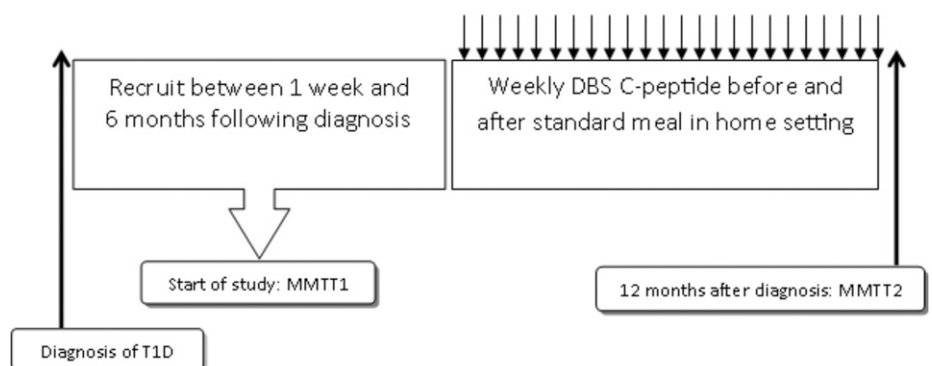 Recruit between 1 week and
6 months following diagnosis
Weekly DBS C-peptide before and
after standard meal in home setting
Start of study: MMTT1
12 months after diagnosis: MMTT2
Diagnosis of T1D